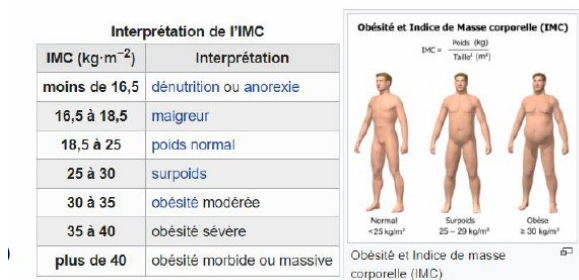 Interprétation de l'IMC
IMC (kg·m⁻²) Interprétation
moins de 16,5 dénutrition ou anorexie
16,5 à 18,5 maigreur
18,5 à 25 poids normal
25 à 30 surpoids
30 à 35 obésité modérée
35 à 40 obésité sévère
plus de 40 obésité morbide ou massive
Obésité et Indice de Masse corporelle (IMC)
IMC = Poids (kg)
Taille² (m²)
Normal
<25 kg/m²
Surpoids
25 – 29 kg/m²
Obèse
≥ 30 kg/m²
Obésité et Indice de masse
corporelle (IMC)